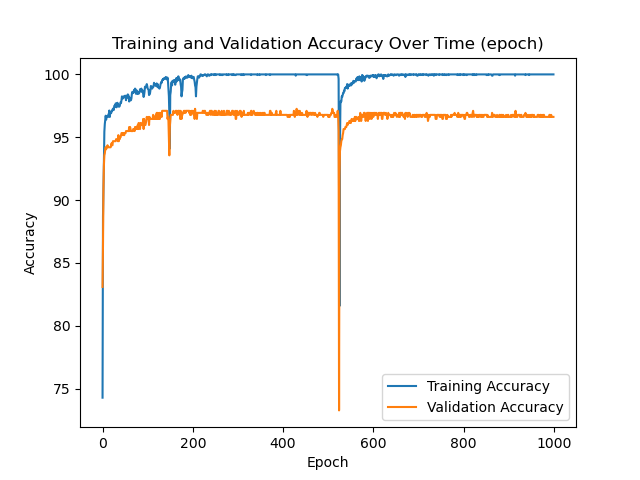 Training and Validation Accuracy Over Time (epoch)
100
95
90
85
80
75
Accuracy
0
200
400
600
800
1000
Epoch
Training Accuracy
Validation Accuracy